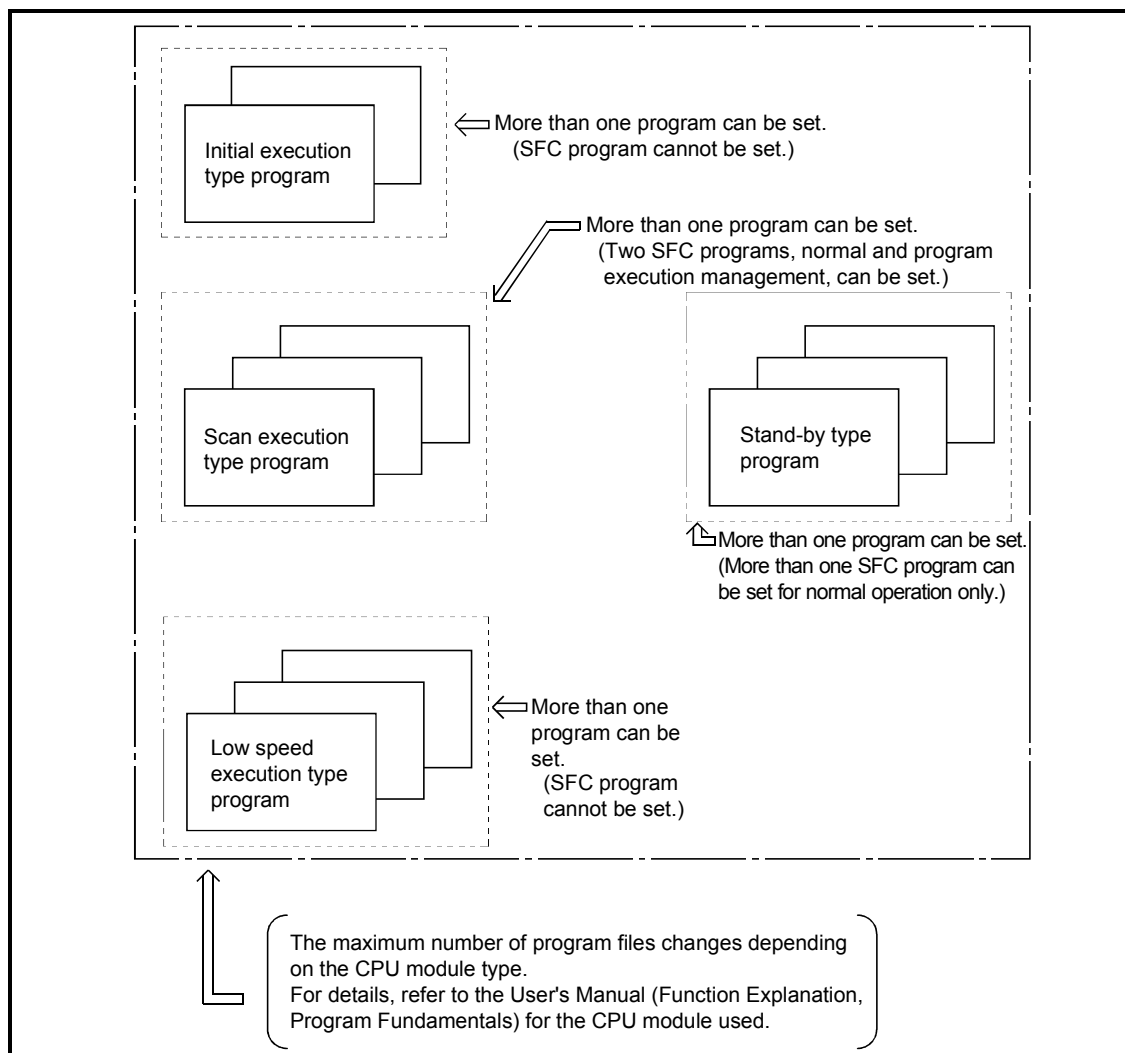 Initial execution
type program
More than one program can be set.
(SFC program cannot be set.)
More than one program can be set.
(Two SFC programs, normal and program
execution management, can be set.)
Scan execution
type program
Stand-by type
program
More than one program can be set.
(More than one SFC program can
be set for normal operation only.)
Low speed
execution type
program
More than one
program can be
set.
(SFC program
cannot be set.)
The maximum number of program files changes depending
on the CPU module type.
For details, refer to the User's Manual (Function Explanation,
Program Fundamentals) for the CPU module used.